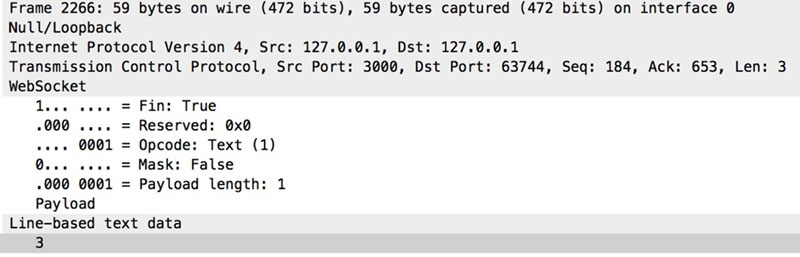 Frame 2266: 59 bytes on wire (472 bits), 59 bytes captured (472 bits) on interface 0
Null/Loopback
Internet Protocol Version 4, Src: 127.0.0.1, Dst: 127.0.0.1
Transmission Control Protocol, Src Port: 3000, Dst Port: 63744, Seq: 184, Ack: 653, Len: 3
WebSocket
1... .... = Fin: True
.000 .... = Reserved: 0x0
.... 0001 = Opcode: Text (1)
0... .... = Mask: False
.000 0001 = Payload length: 1
Payload
Line-based text data
3